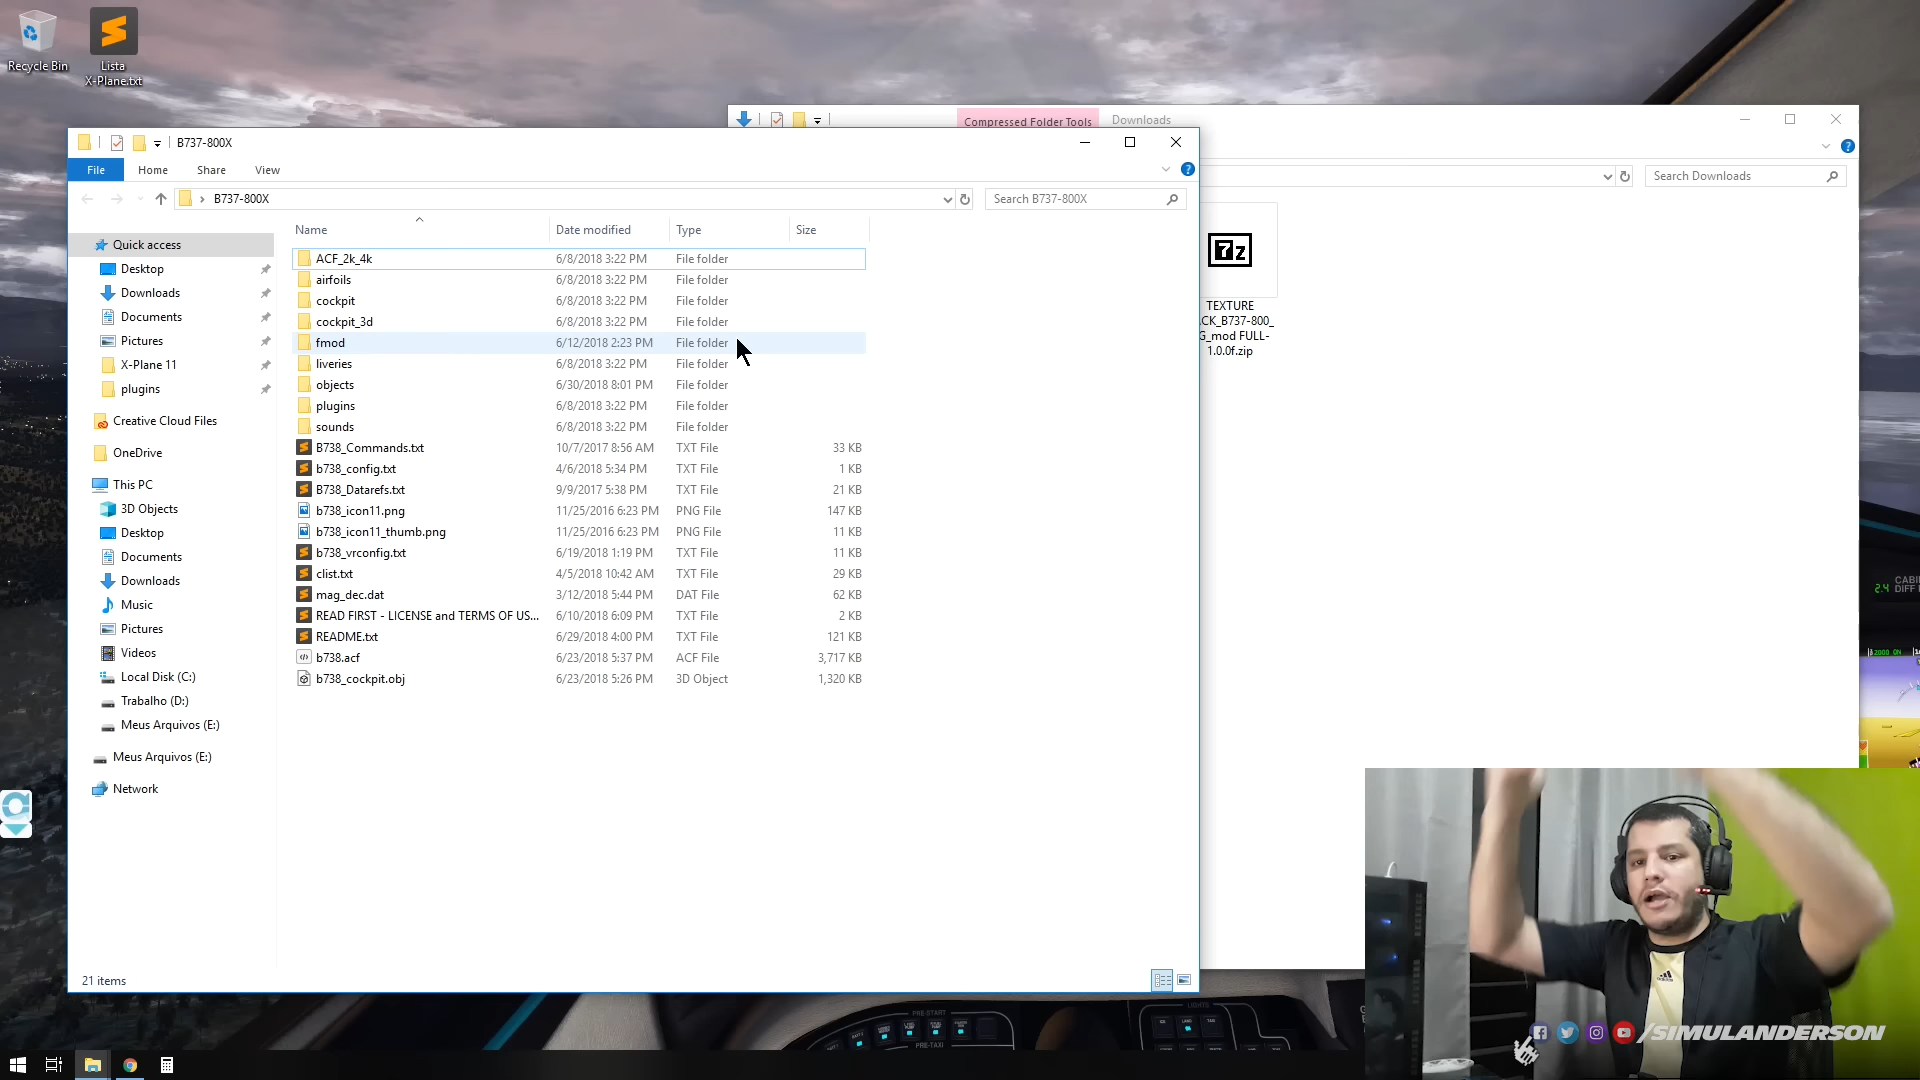 Recycle Bin
Lista
X-Plane.txt
Compressed Folder Tools
Downloads
B737-800X
File
Home
Share
View
B737-800X
Search B737-800X
Search Downloads
Name
Date modified
Type
Size
Quick access
Desktop
Downloads
Documents
Pictures
X-Plane 11
plugins
Creative Cloud Files
OneDrive
This PC
3D Objects
Desktop
Documents
Downloads
Music
Pictures
Videos
Local Disk (C:)
Trabalho (D:)
Meus Arquivos (E:)
Meus Arquivos (E:)
Network
ACF_2k_4k 6/8/2018 3:22 PM File folder
airfoils 6/8/2018 3:22 PM File folder
cockpit 6/8/2018 3:22 PM File folder
cockpit_3d 6/8/2018 3:22 PM File folder
fmod 6/12/2018 2:23 PM File folder
liveries 6/8/2018 3:22 PM File folder
objects 6/30/2018 8:01 PM File folder
plugins 6/8/2018 3:22 PM File folder
sounds 6/8/2018 3:22 PM File folder
B738_Commands.txt 10/7/2017 8:56 AM TXT File 33 KB
b738_config.txt 4/6/2018 5:34 PM TXT File 1 KB
B738_Datarefs.txt 9/9/2017 5:38 PM TXT File 21 KB
b738_icon11.png 11/25/2016 6:23 PM PNG File 147 KB
b738_icon11_thumb.png 11/25/2016 6:23 PM PNG File 11 KB
b738_vrconfig.txt 6/19/2018 1:19 PM TXT File 11 KB
clist.txt 4/5/2018 10:42 AM TXT File 29 KB
mag_dec.dat 3/12/2018 5:44 PM DAT File 62 KB
READ FIRST - LICENSE and TERMS OF US... 6/10/2018 6:09 PM TXT File 2 KB
README.txt 6/29/2018 4:00 PM TXT File 121 KB
b738.acf 6/23/2018 5:37 PM ACF File 3,717 KB
b738_cockpit.obj 6/23/2018 5:26 PM 3D Object 1,320 KB
7z
TEXTURE
CK_B737-800_
G_mod FULL-
1.0.0f.zip
21 items
2.4
CABI
DIFF
PRE-START
PRE-TAXI
LIGHTS
/SIMULANDERSON